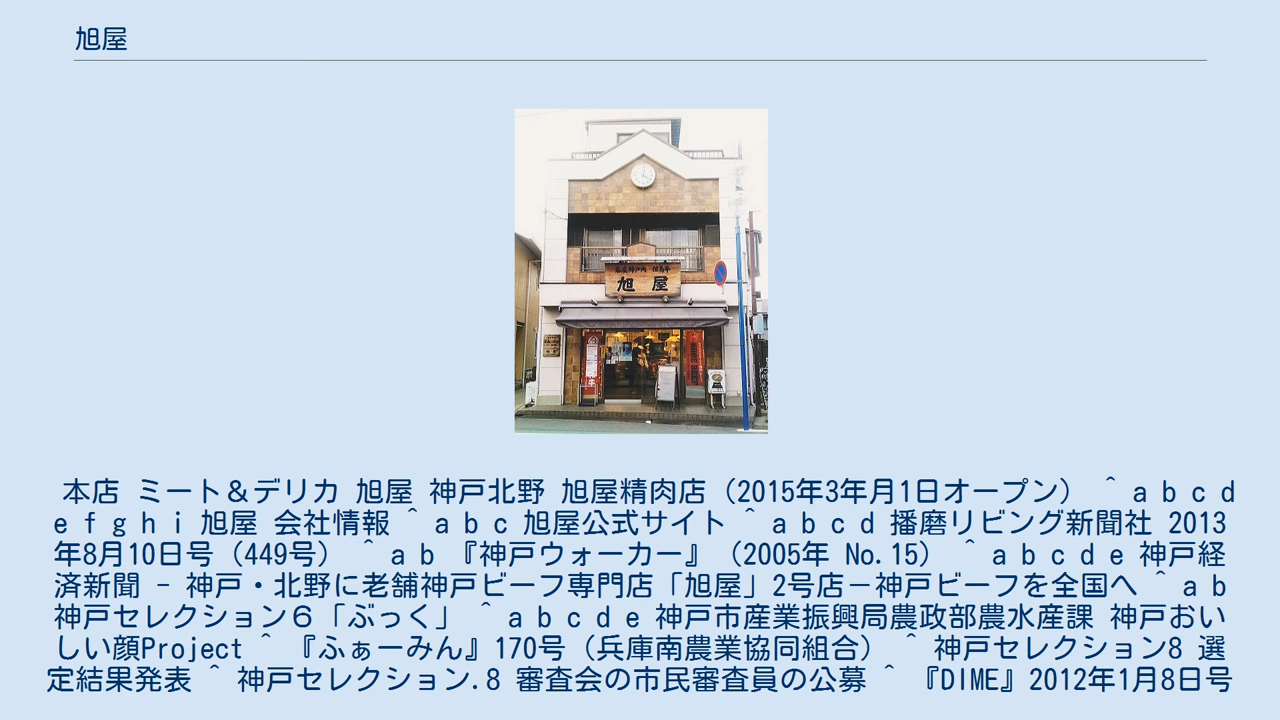 旭屋
旭 屋
本店 ミート＆デリカ 旭屋 神戸北野 旭屋精肉店（2015年3年月1日オープン） ^ a b c d
e f g h i 旭屋 会社情報 ^ a b c 旭屋公式サイト ^ a b c d 播磨リビング新聞社 2013
年8月10日号（449号） ^ a b 『神戸ウォーカー』（2005年 No.15） ^ a b c d e 神戸経
済新聞 - 神戸・北野に老舗神戸ビーフ専門店「旭屋」2号店－神戸ビーフを全国へ ^ a b
神戸セレクション６「ぶっく」 ^ a b c d e 神戸市産業振興局農政部農水産課 神戸おい
しい顔Project ^ 『ふぁーみん』170号（兵庫南農業協同組合） ^ 神戸セレクション8 選
定結果発表 ^ 神戸セレクション.8 審査会の市民審査員の公募 ^ 『DIME』2012年1月8日号